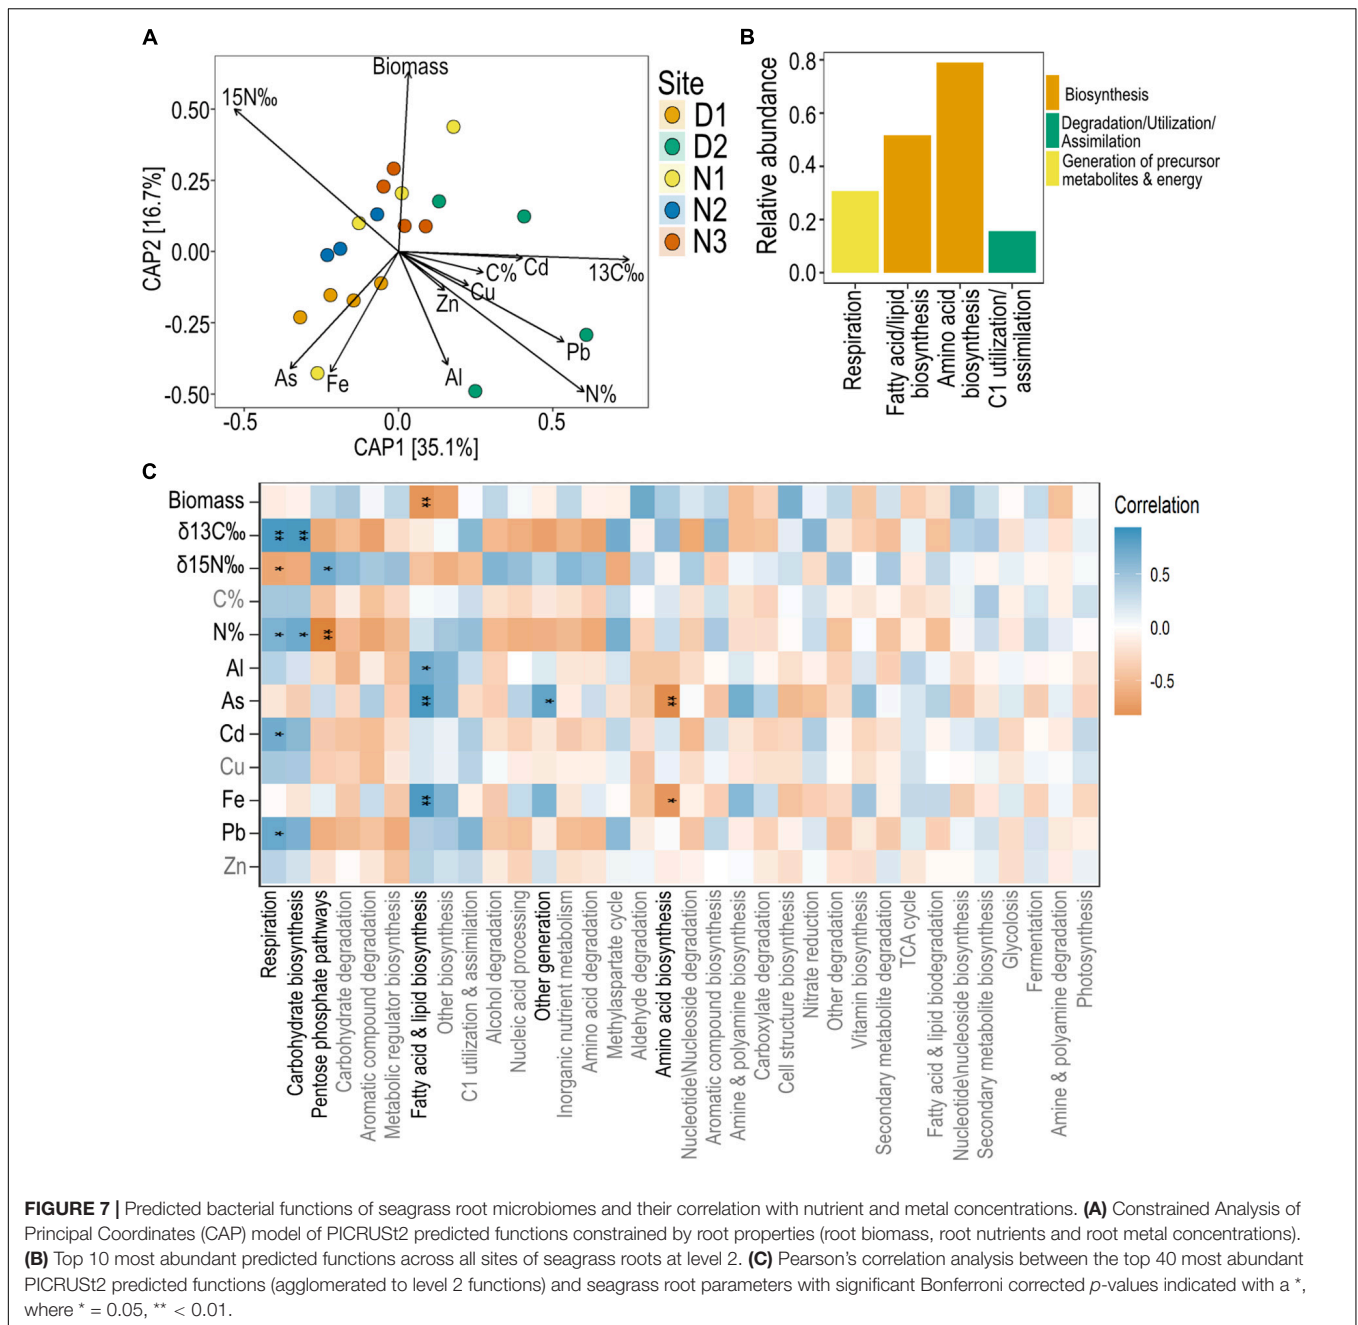 A
Biomass
15N‰
0.50
0.25
0.00
-0.25
-0.50
CAP2 [16.7%]
C%
Cd
13C‰
Cu
Zn
Pb
As
Fe
Al
N%
-0.5
0.0
0.5
CAP1 [35.1%]
Site
D1
D2
N1
N2
N3
B
0.8
0.6
0.4
0.2
0.0
Relative abundance
Respiration
Fatty acid/lipid
biosynthesis
Amino acid
biosynthesis
C1 utilization/
assimilation
Biosynthesis
Degradation/Utilization/
Assimilation
Generation of precursor
metabolites & energy
C
Biomass
**
δ13C‰
** **
δ15N‰
* *
C%
N%
* * **
Al
*
As
** * **
Cd
*
Cu
Fe
** *
Pb
*
Zn
Respiration
Carbohydrate biosynthesis
Pentose phosphate pathways
Carbohydrate degradation
Aromatic compound degradation
Metabolic regulator biosynthesis
Fatty acid & lipid biosynthesis
Other biosynthesis
C1 utilization & assimilation
Alcohol degradation
Nucleic acid processing
Other generation
Inorganic nutrient metabolism
Amino acid degradation
Methylaspartate cycle
Aldehyde degradation
Amino acid biosynthesis
Nucleotide\Nucleoside degradation
Aromatic compound biosynthesis
Amine & polyamine biosynthesis
Carboxylate degradation
Cell structure biosynthesis
Nitrate reduction
Other degradation
Vitamin biosynthesis
Secondary metabolite degradation
TCA cycle
Fatty acid & lipid biodegradation
Nucleotide\nucleoside biosynthesis
Secondary metabolite biosynthesis
Glycolosis
Fermentation
Amine & polyamine degradation
Photosynthesis
Correlation
0.5
0.0
-0.5
FIGURE 7 | Predicted bacterial functions of seagrass root microbiomes and their correlation with nutrient and metal concentrations. (A) Constrained Analysis of
Principal Coordinates (CAP) model of PICRUSt2 predicted functions constrained by root properties (root biomass, root nutrients and root metal concentrations).
(B) Top 10 most abundant predicted functions across all sites of seagrass roots at level 2. (C) Pearson's correlation analysis between the top 40 most abundant
PICRUSt2 predicted functions (agglomerated to level 2 functions) and seagrass root parameters with significant Bonferroni corrected p-values indicated with a *,
where * = 0.05, ** < 0.01.